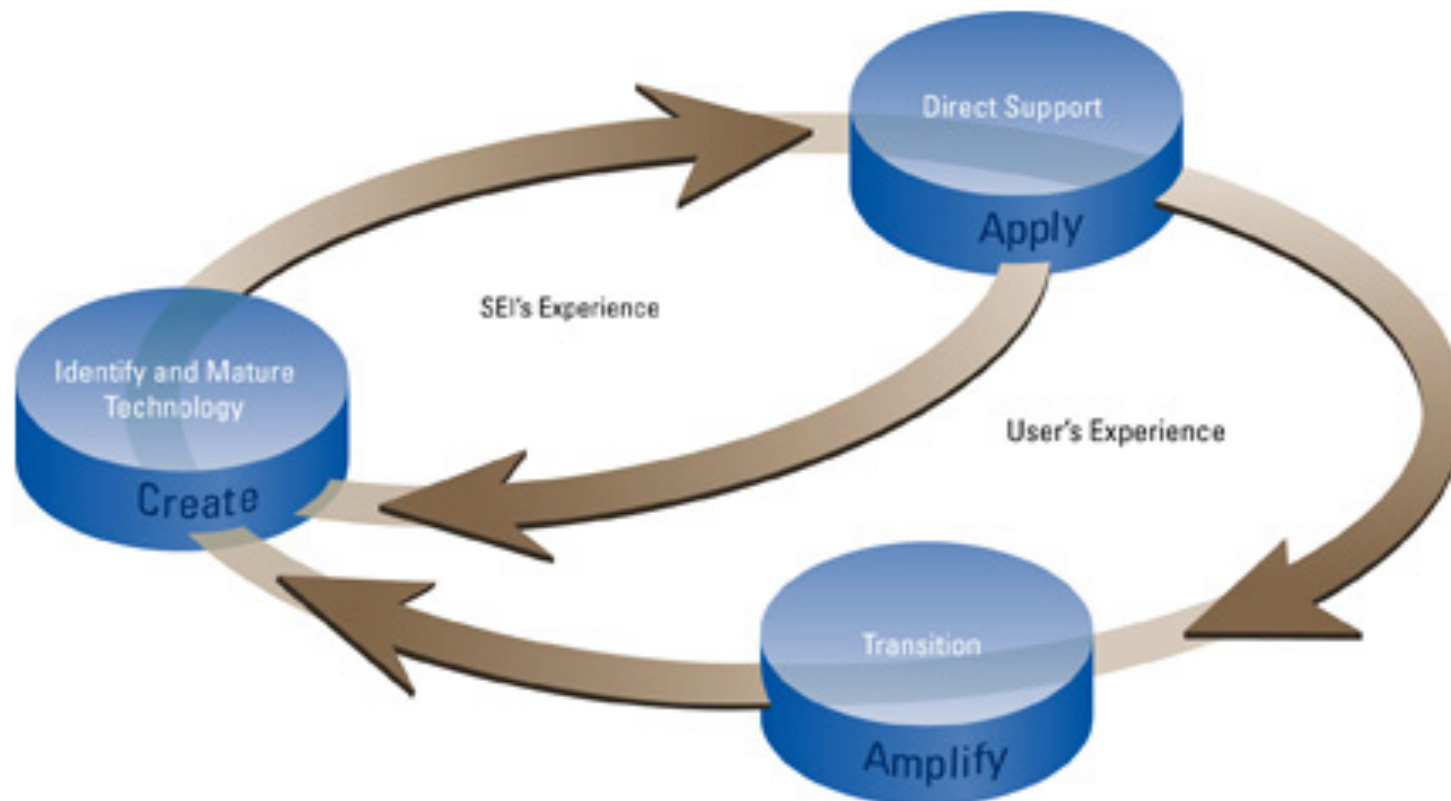 Direct Support
Apply
SEI's Experience
Identify and Mature
Technology
Create
User's Experience
Transition
Amplify